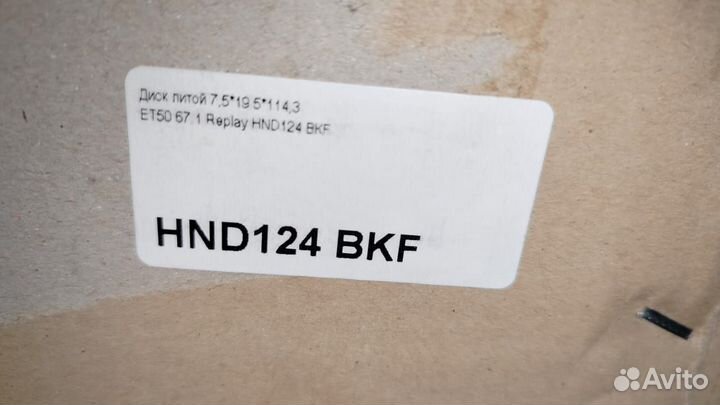 Диск литой 7,5*19 5*114,3
ET50 67,1 Replay HND124 BKF
HND124 BKF
Avito